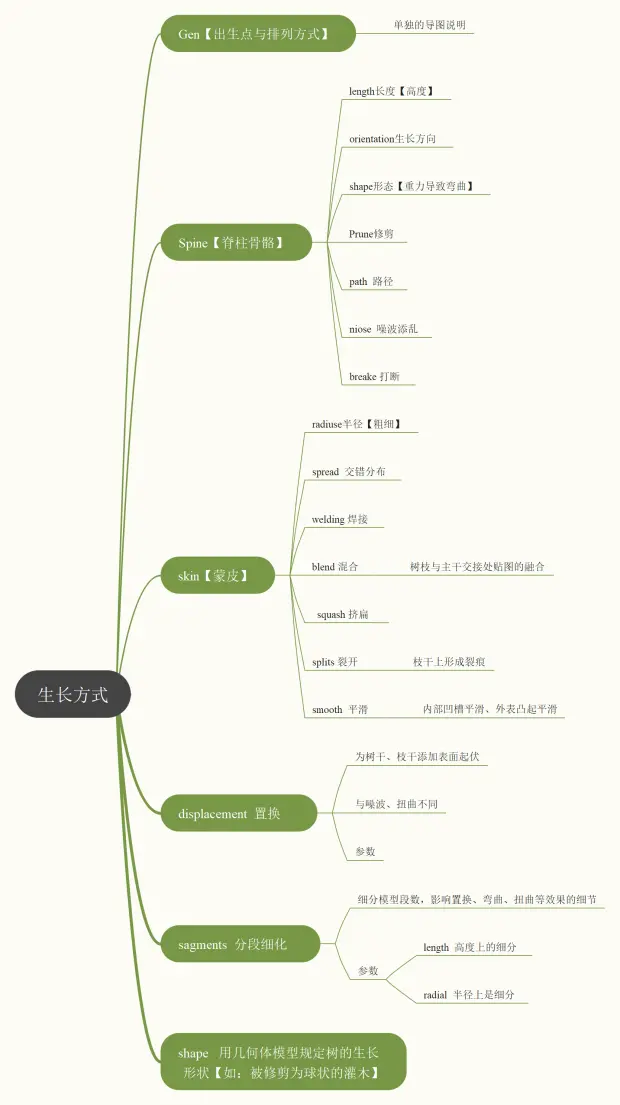 Gen【出生点与排列方式】
单独的导图说明
Spine【脊柱骨骼】
length长度【高度】
orientation生长方向
shape形态【重力导致弯曲】
Prune修剪
path 路径
niose 噪波添乱
breake 打断
skin【蒙皮】
radiuse半径【粗细】
spread 交错分布
welding 焊接
blend 混合
树枝与主干交接处贴图的融合
squash 挤扁
splits 裂开
枝干上形成裂痕
smooth 平滑
内部凹槽平滑、外表凸起平滑
生长方式
displacement 置换
为树干、枝干添加表面起伏
与噪波、扭曲不同
参数
sagments 分段细化
细分模型段数，影响置换、弯曲、扭曲等效果的细节
参数
length 高度上的细分
radial 半径上是细分
shape 用几何体模型规定树的生长
形状【如：被修剪为球状的灌木】